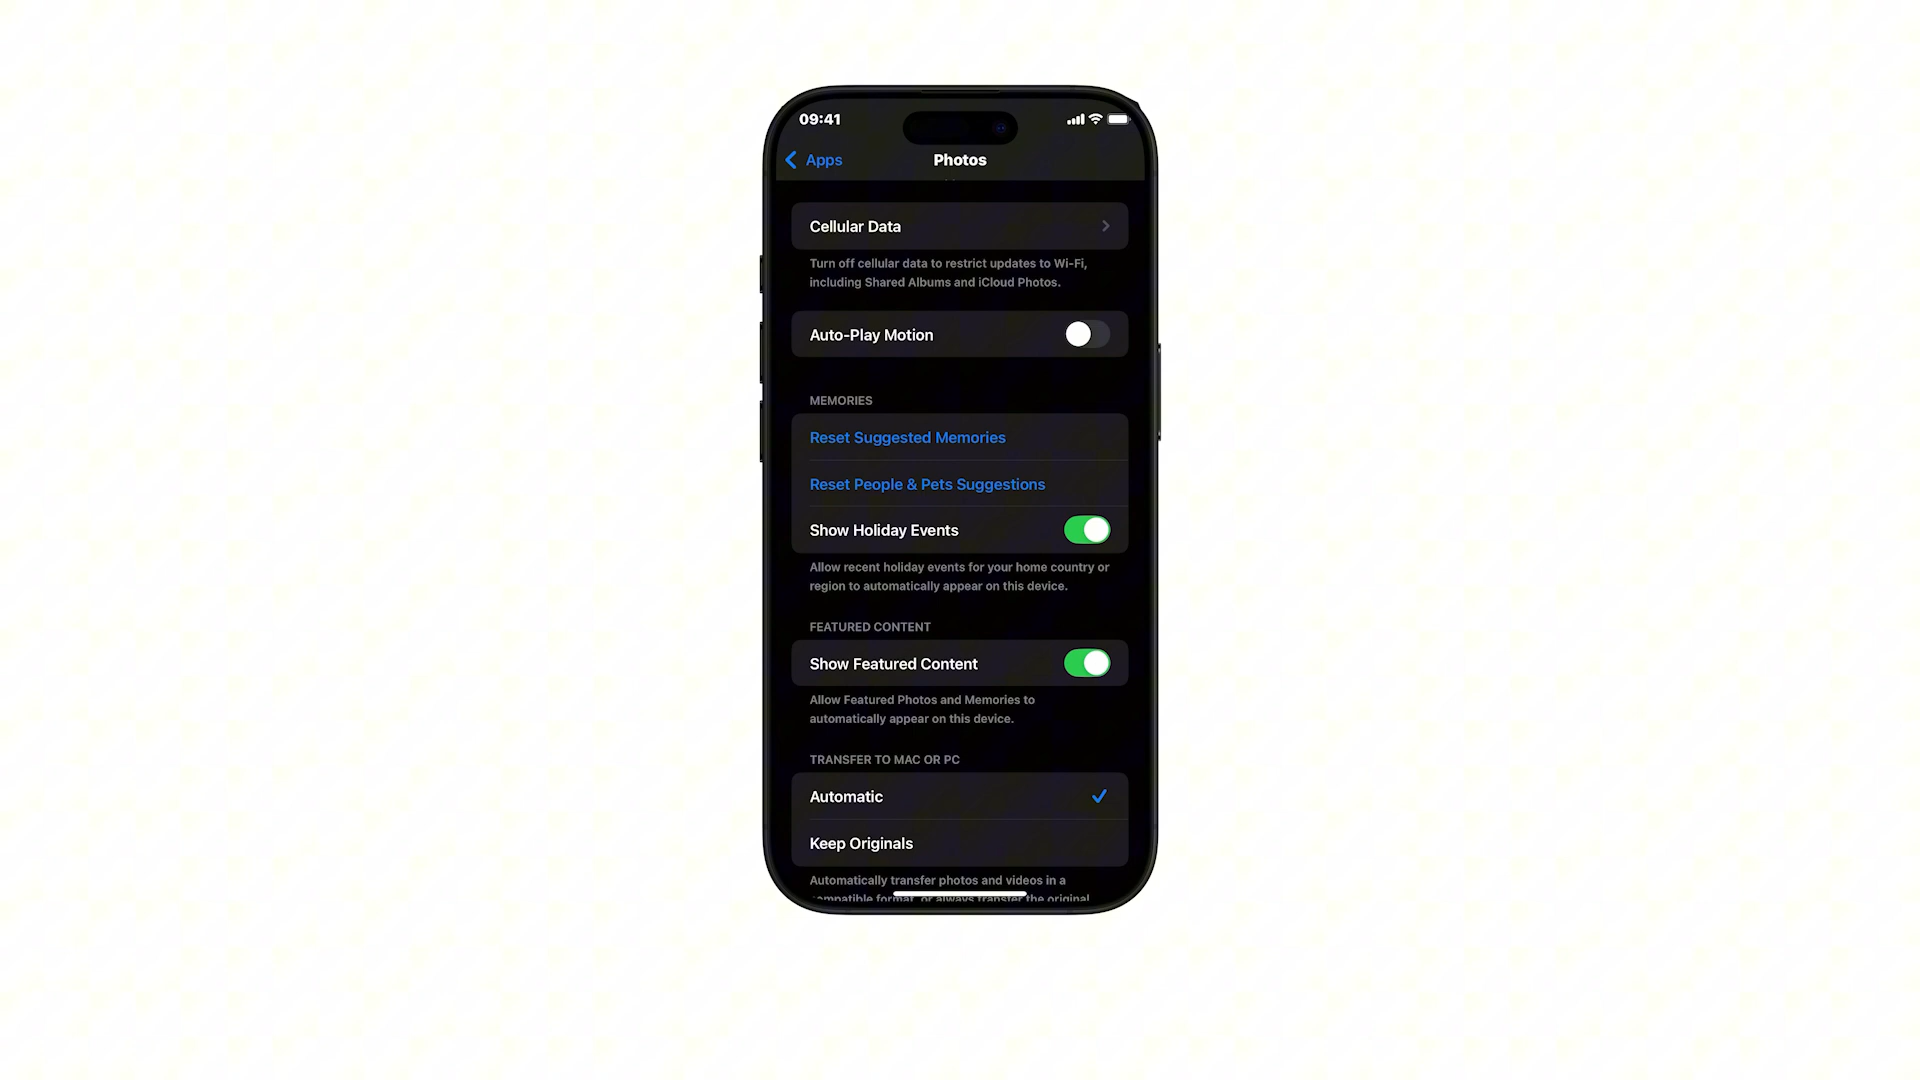 09:41
Apps
Photos
Cellular Data
Turn off cellular data to restrict updates to Wi-Fi,
including Shared Albums and iCloud Photos.
Auto-Play Motion
MEMORIES
Reset Suggested Memories
Reset People & Pets Suggestions
Show Holiday Events
Allow recent holiday events for your home country or
region to automatically appear on this device.
FEATURED CONTENT
Show Featured Content
Allow Featured Photos and Memories to
automatically appear on this device.
TRANSFER TO MAC OR PC
Automatic
Keep Originals
Automatically transfer photos and videos in a
compatible format, or always transfer the original